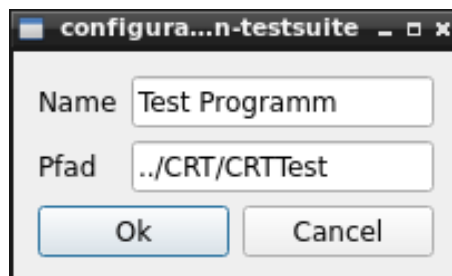 configura...n-testsuite
Name Test Programm
Pfad ../CRT/CRTTest
Ok Cancel